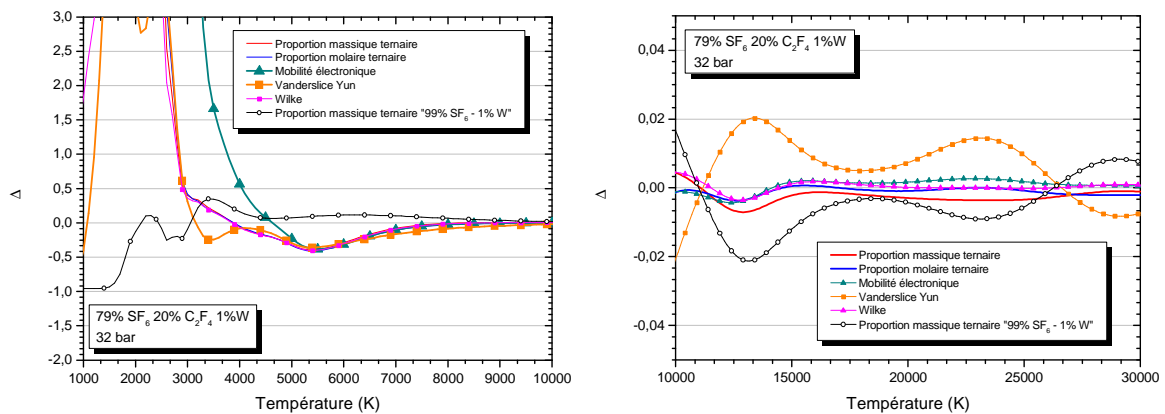 3,0
2,5
2,0
1,5
1,0
0,5
0,0
-0,5
-1,0
-1,5
-2,0
Δ
Proportion massique ternaire
Proportion molaire ternaire
Mobilité électronique
Vanderslice Yun
Wilke
Proportion massique ternaire "99% SF6 - 1% W"
79% SF6 20% C2F4 1%W
32 bar
1000 2000 3000 4000 5000 6000 7000 8000 9000 10000
Température (K)
0,04
0,02
0,00
-0,02
-0,04
Δ
79% SF6 20% C2F4 1%W
32 bar
Proportion massique ternaire
Proportion molaire ternaire
Mobilité électronique
Vanderslice Yun
Wilke
Proportion massique ternaire "99% SF6 - 1% W"
10000 15000 20000 25000 30000
Température (K)